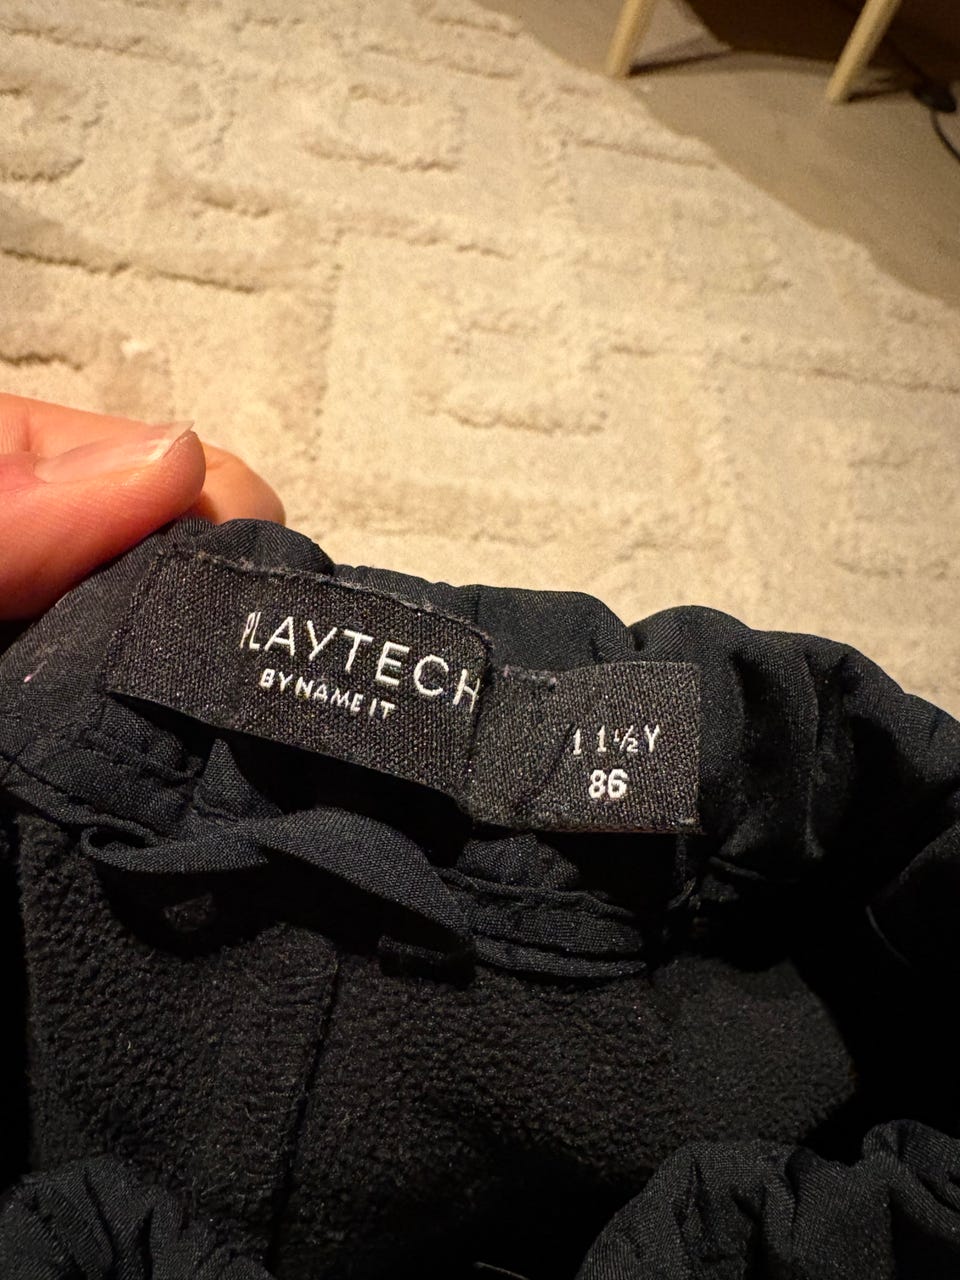 PLAYTECH
BY NAME IT
1 1½Y
86